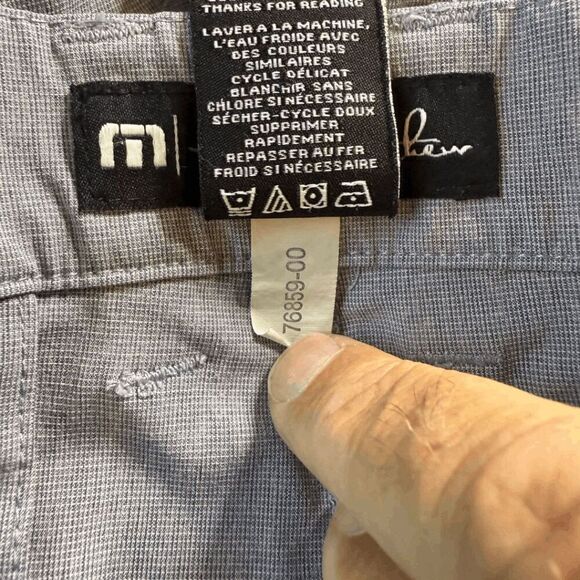 THANKS FOR READING
LAVER A LA MACHINE,
L'EAU FROIDE AVEC
DES COULEURS
SIMILAIRES
CYCLE DÉLICAT
BLANCHIR SANS
CHLORE SI NÉCESSAIRE
SÉCHER-CYCLE DOUX
SUPPRIMER
RAPIDEMENT
REPASSER AU FER
FROID SI NÉCESSAIRE
76859-00